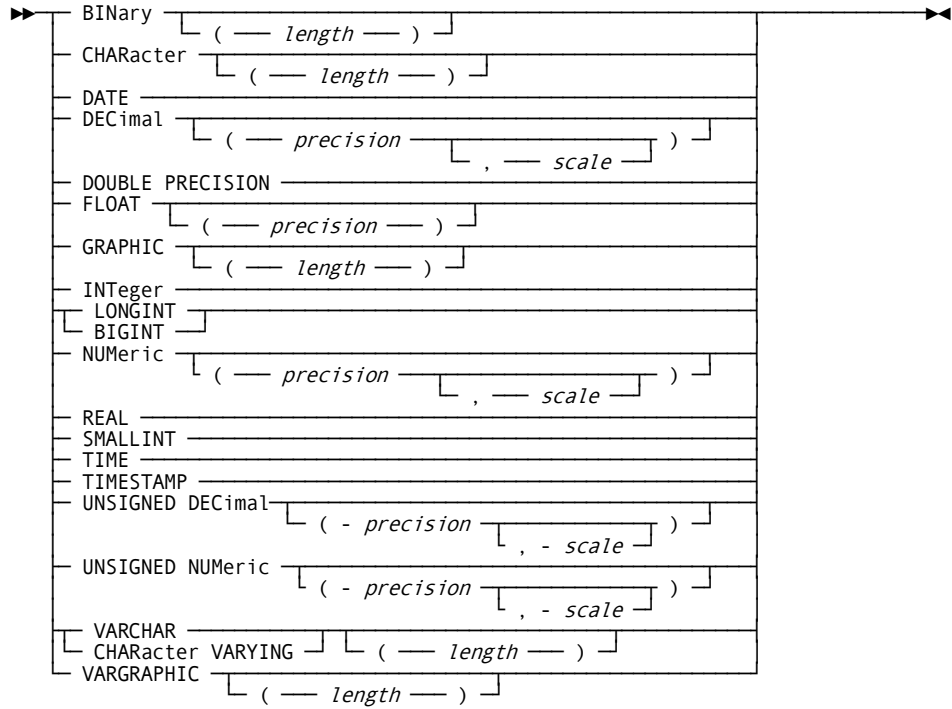 BINary
( length )
CHARacter
( length )
DATE
DECimal
( precision )
, scale
DOUBLE PRECISION
FLOAT
( precision )
GRAPHIC
( length )
INTeger
LONGINT
BIGINT
NUMeric
( precision )
, scale
REAL
SMALLINT
TIME
TIMESTAMP
UNSIGNED DECimal
( - precision )
, - scale
UNSIGNED NUMeric
( - precision )
, - scale
VARCHAR
CHARacter VARYING ( length )
VARGRAPHIC
( length )